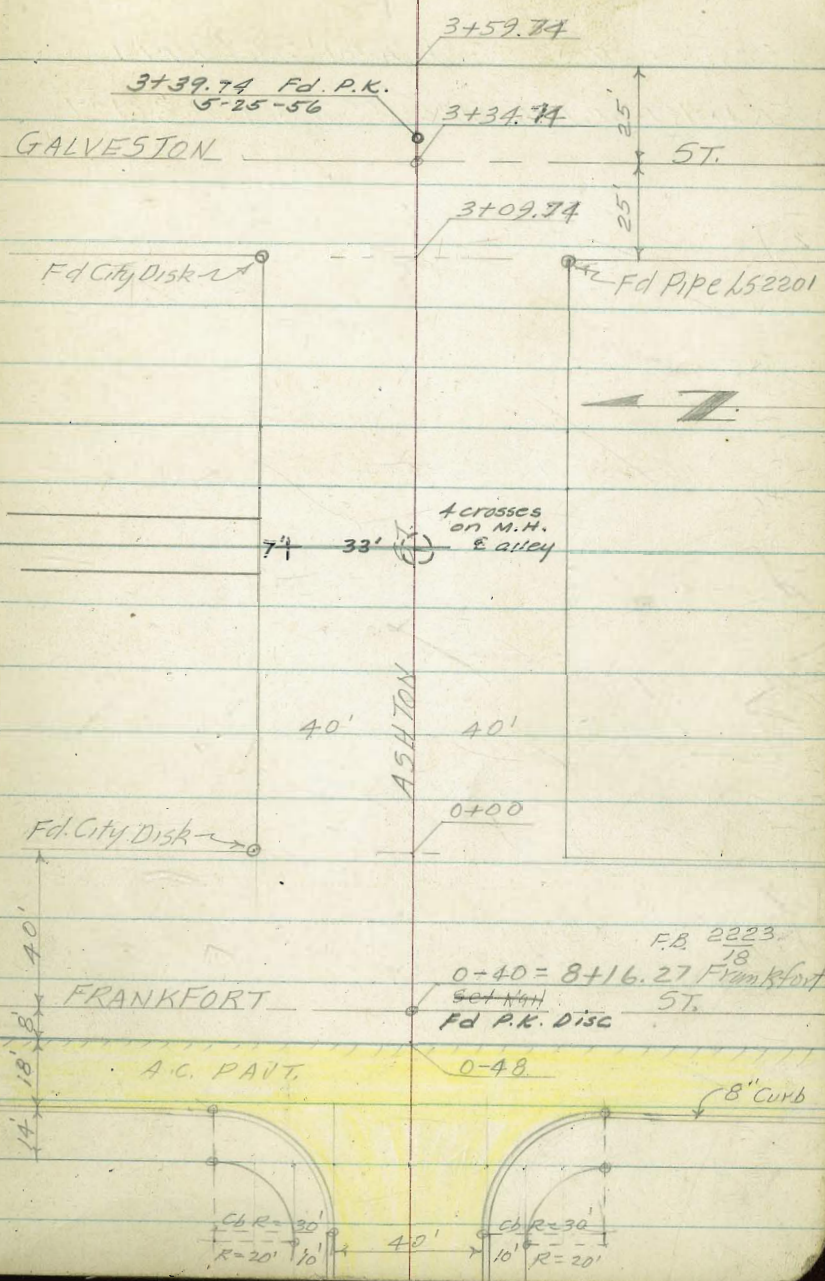 3+59.74
3+39.74 Fd. P.K.
5-25-56
3+34.74
25'
GALVESTON
ST.
25'
3+09.74
Fd City Disk
Fd Pipe LS2201
Z
4 crosses
on M.H.
℄ alley
7'
33'
ST.
ASHTON
40'
40'
0+00
Fd. City Disk
40'
F.B. 2223
18
0-40 = 8+16.27 Frankfort
FRANKFORT
Set Nail
ST.
Fd P.K. Disc
8'
18'
A.C. PAVT.
0-48
8" Curb
14'
Cb R=30'
Cb R=30'
R=20'
10'
40'
10'
R=20'